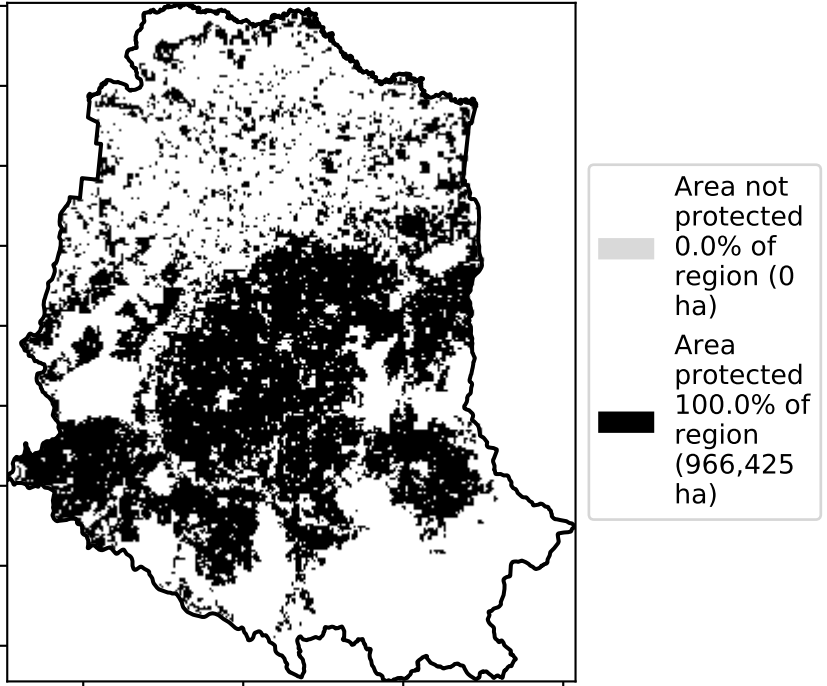 Area not
protected
0.0% of
region (0
ha)
Area
protected
100.0% of
region
(966,425
ha)